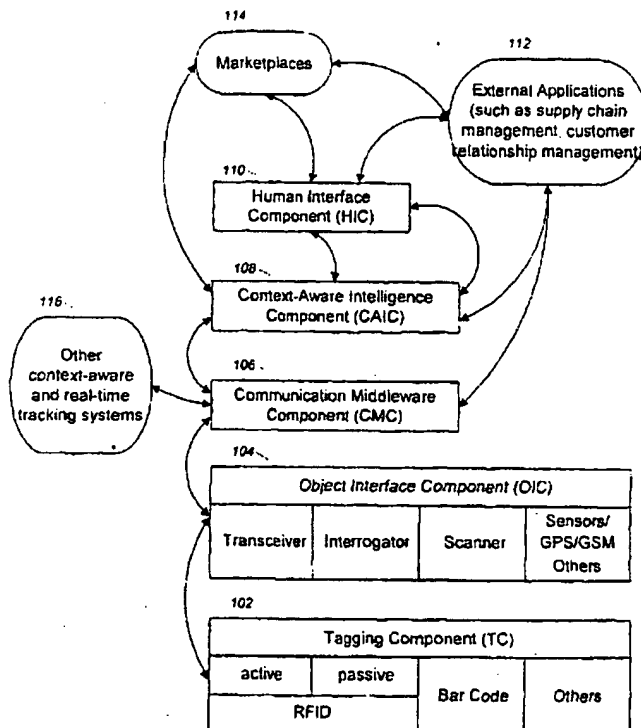 114
Marketplaces
112
External Applications
(such as supply chain
management, customer
relationship management)
110
Human Interface
Component (HIC)
108
Context-Aware Intelligence
Component (CAIC)
116
Other
context-aware
and real-time
tracking systems
106
Communication Middleware
Component (CMC)
104
Object Interface Component (OIC)
Transceiver
Interrogator
Scanner
Sensors/
GPS/GSM
Others
102
Tagging Component (TC)
active
passive
RFID
Bar Code
Others